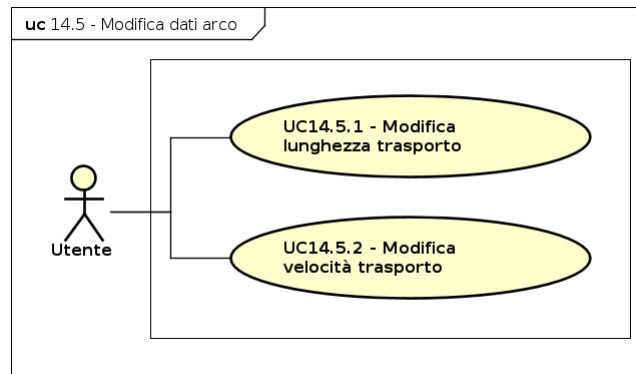 uc 14.5 - Modifica dati arco
UC14.5.1 - Modifica
lunghezza trasporto
Utente
UC14.5.2 - Modifica
velocità trasporto